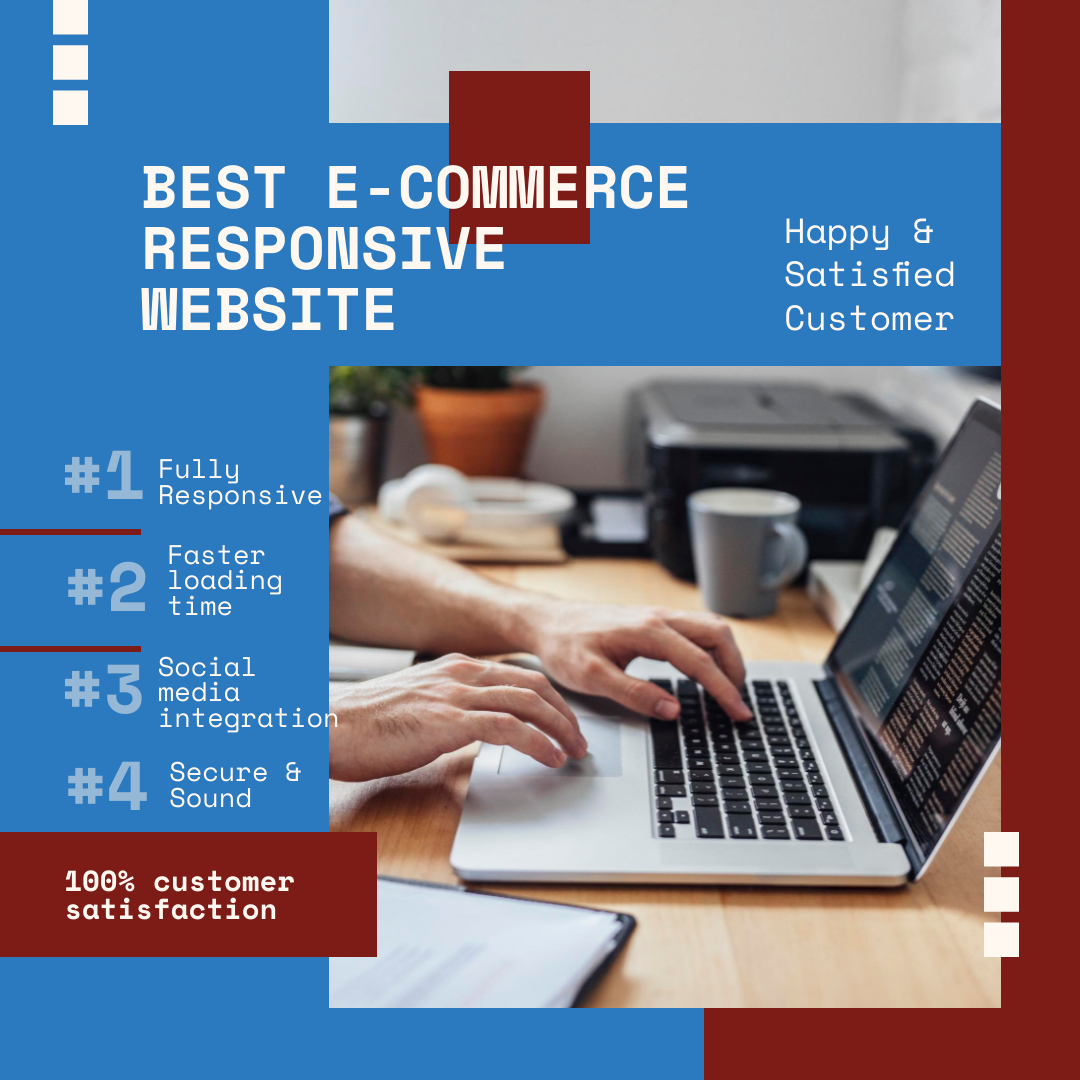 BEST E-COMMERCE
RESPONSIVE
WEBSITE
Happy &
Satisfied
Customer
#1 Fully
Responsive
#2 Faster
loading
time
#3 Social
media
integration
#4 Secure &
Sound
100% customer
satisfaction